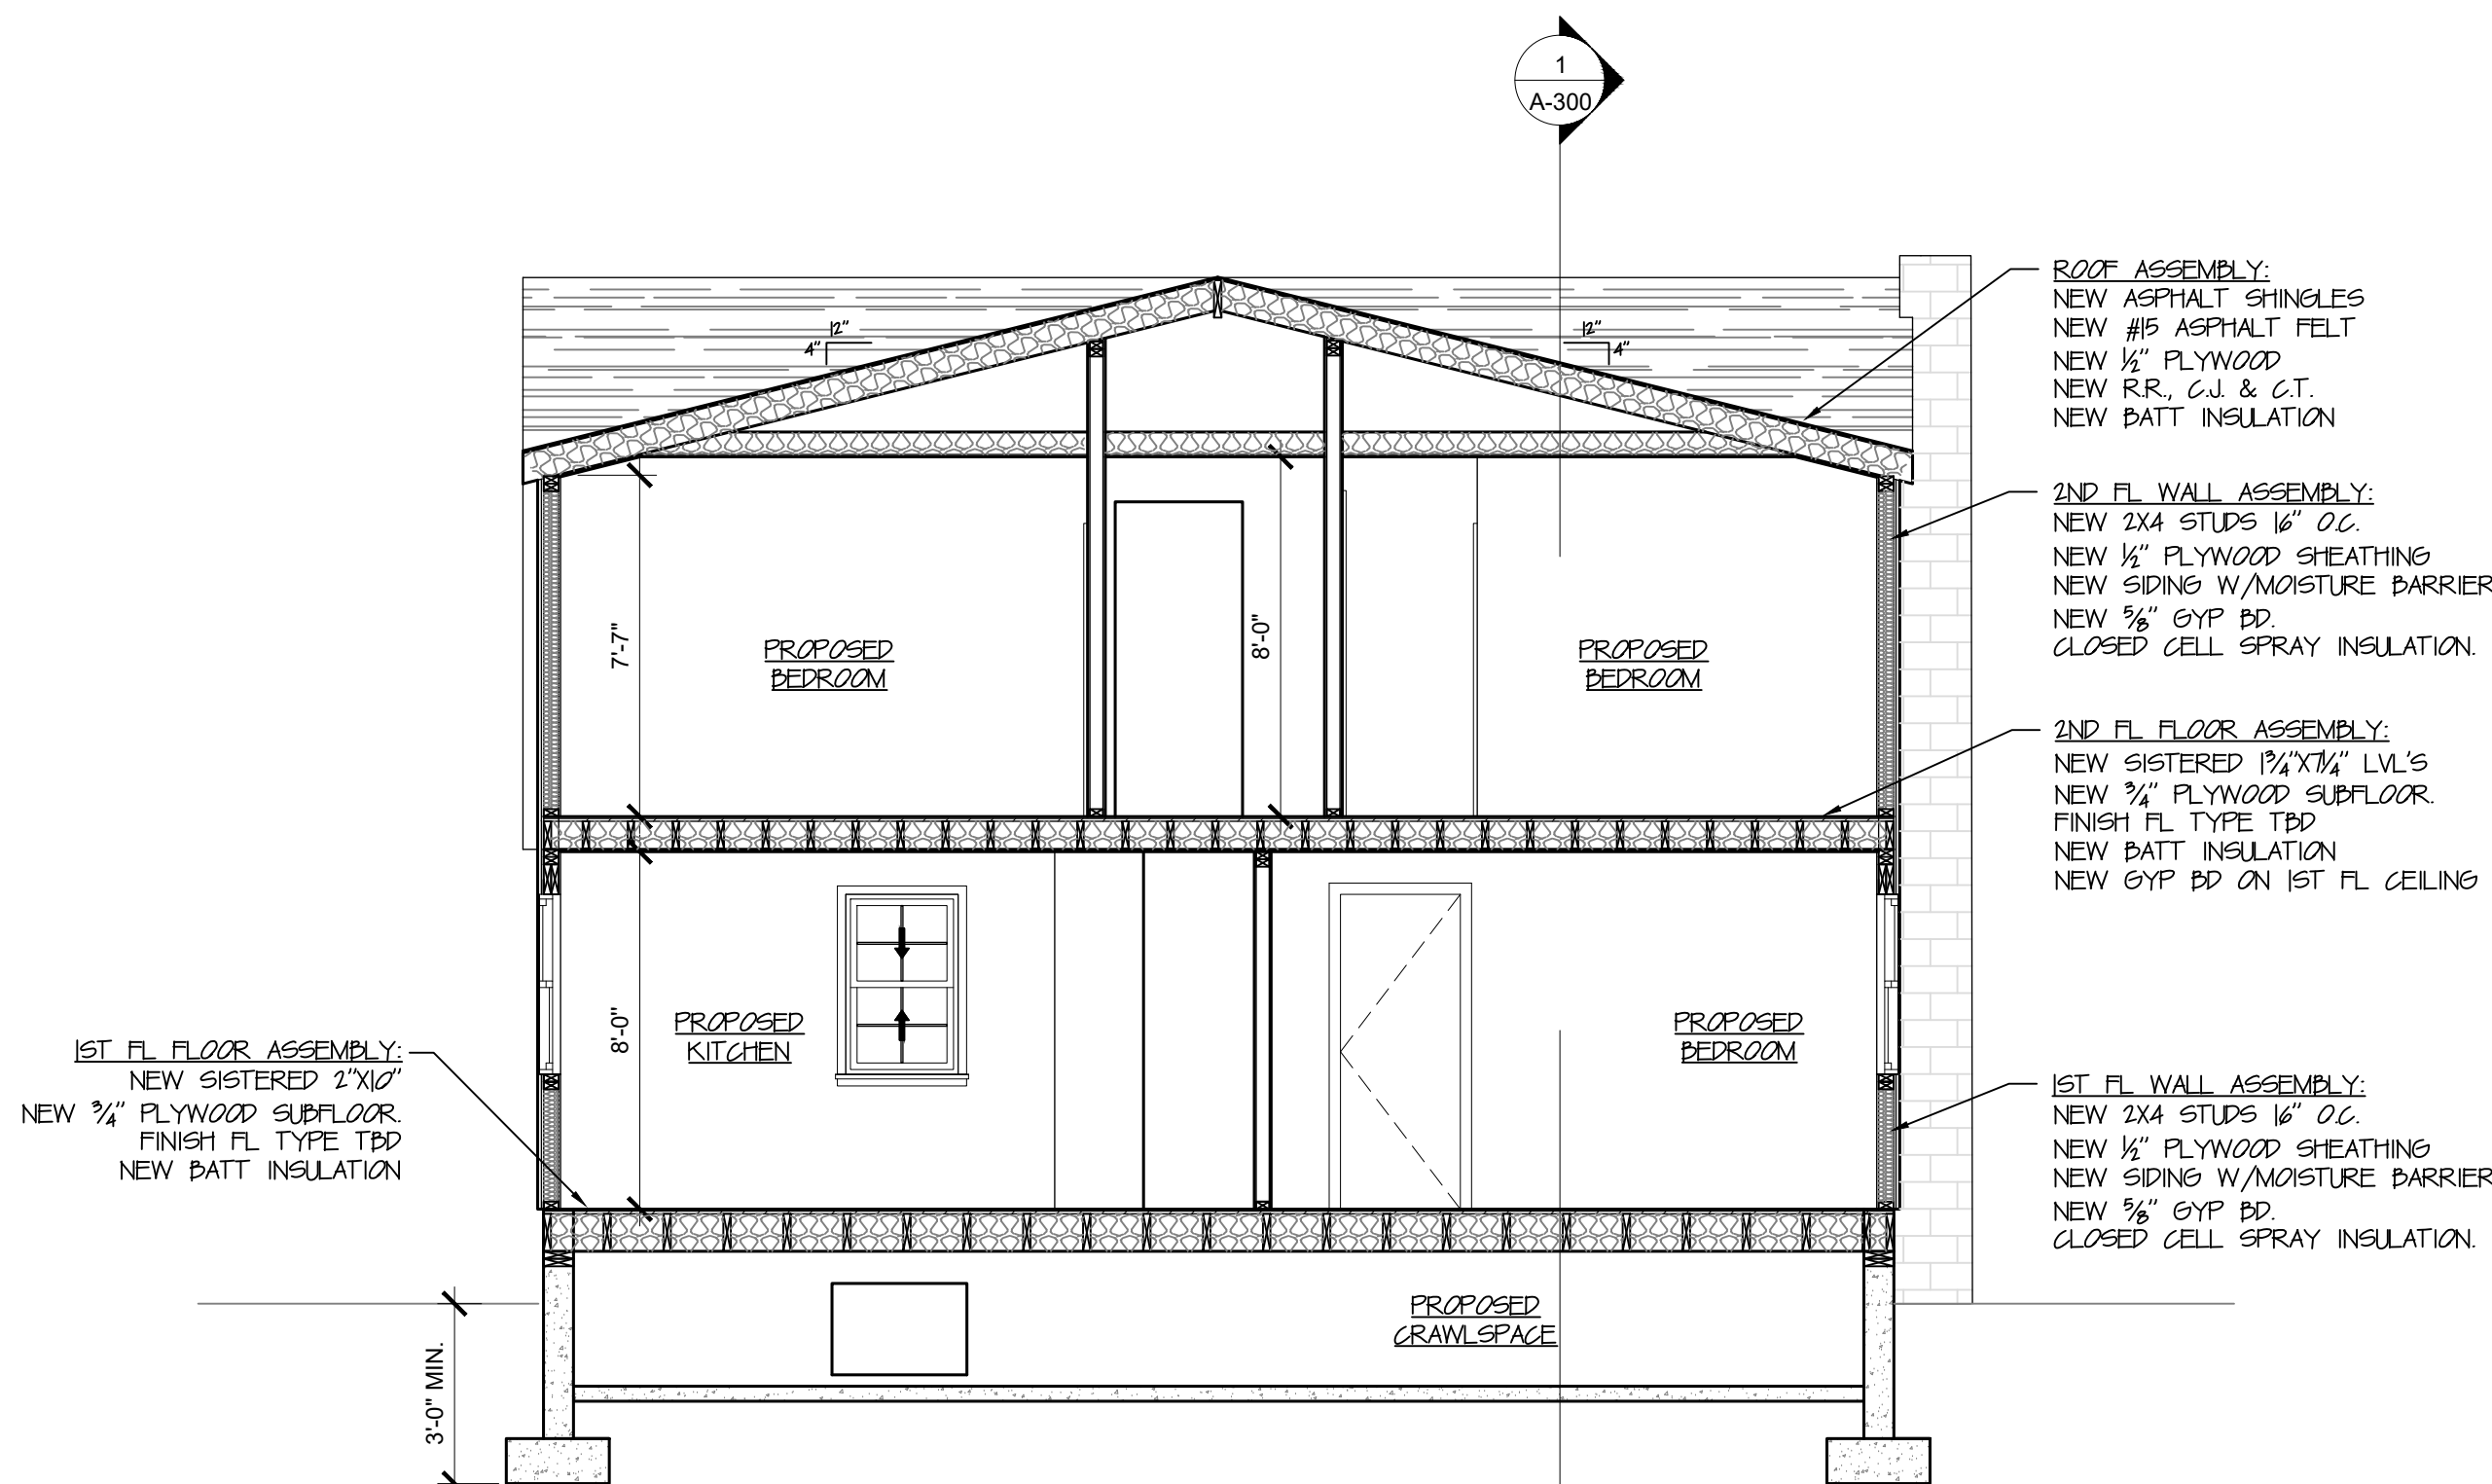 1
A-300
ROOF ASSEMBLY:
NEW ASPHALT SHINGLES
NEW #15 ASPHALT FELT
NEW 1/2" PLYWOOD
NEW R.R., C.J. & C.T.
NEW BATT INSULATION
12"
4"
12"
4"
2ND FL WALL ASSEMBLY:
NEW 2X4 STUDS 16" O.C.
NEW 1/2" PLYWOOD SHEATHING
NEW SIDING W/MOISTURE BARRIER
NEW 5/8" GYP BD.
CLOSED CELL SPRAY INSULATION.
7'-7"
PROPOSED
BEDROOM
8'-0"
PROPOSED
BEDROOM
2ND FL FLOOR ASSEMBLY:
NEW SISTERED 1 3/4"X7 1/4" LVL'S
NEW 3/4" PLYWOOD SUBFLOOR.
FINISH FL TYPE TBD
NEW BATT INSULATION
NEW GYP BD ON 1ST FL CEILING
8'-0"
PROPOSED
KITCHEN
PROPOSED
BEDROOM
1ST FL FLOOR ASSEMBLY:
NEW SISTERED 2"X10"
NEW 3/4" PLYWOOD SUBFLOOR.
FINISH FL TYPE TBD
NEW BATT INSULATION
1ST FL WALL ASSEMBLY:
NEW 2X4 STUDS 16" O.C.
NEW 1/2" PLYWOOD SHEATHING
NEW SIDING W/MOISTURE BARRIER
NEW 5/8" GYP BD.
CLOSED CELL SPRAY INSULATION.
PROPOSED
CRAWLSPACE
3'-0" MIN.